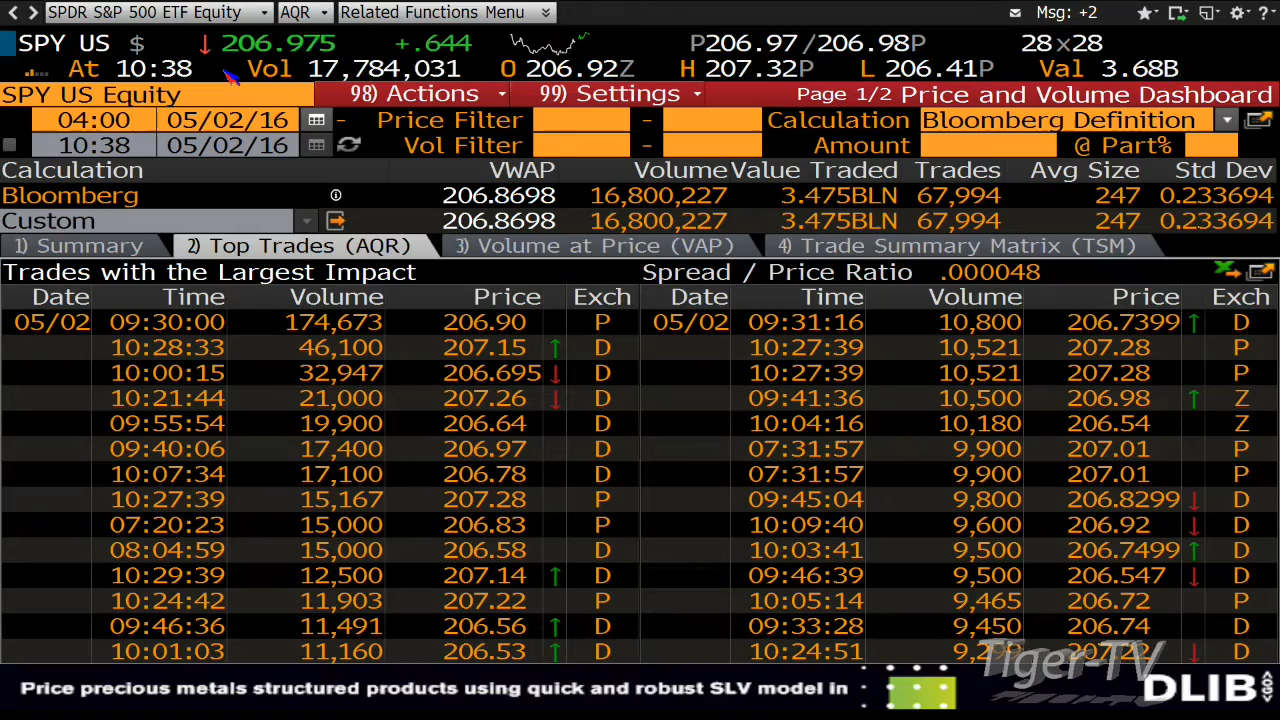 SPDR S&P 500 ETF Equity AQR Related Functions Menu Msg: +2
SPY US $ ↓ 206.975 +.644 P206.97/206.98P 28x28
At 10:38 Vol 17,784,031 O 206.92Z H 207.32P L 206.41P Val 3.68B
SPY US Equity 98) Actions 99) Settings Page 1/2 Price and Volume Dashboard
04:00 05/02/16 - Price Filter - Calculation Bloomberg Definition
10:38 05/02/16 Vol Filter - Amount @ Part%
Calculation VWAP Volume Value Traded Trades Avg Size Std Dev
Bloomberg 206.8698 16,800,227 3.475BLN 67,994 247 0.233694
Custom 206.8698 16,800,227 3.475BLN 67,994 247 0.233694
1) Summary 2) Top Trades (AQR) 3) Volume at Price (VAP) 4) Trade Summary Matrix (TSM)
Trades with the Largest Impact Spread / Price Ratio .000048
Date Time Volume Price Exch Date Time Volume Price Exch
05/02 09:30:00 174,673 206.90 P 05/02 09:31:16 10,800 206.7399 ↑ D
10:28:33 46,100 207.15 ↑ D 10:27:39 10,521 207.28 P
10:00:15 32,947 206.695 ↓ D 10:27:39 10,521 207.28 P
10:21:44 21,000 207.26 ↓ D 09:41:36 10,500 206.98 ↑ Z
09:55:54 19,900 206.64 D 10:04:16 10,180 206.54 Z
09:40:06 17,400 206.97 D 07:31:57 9,900 207.01 P
10:07:34 17,100 206.78 D 07:31:57 9,900 207.01 P
10:27:39 15,167 207.28 P 09:45:04 9,800 206.8299 ↓ D
07:20:23 15,000 206.83 P 10:09:40 9,600 206.92 ↓ D
08:04:59 15,000 206.58 D 10:03:41 9,500 206.7499 ↑ D
10:29:39 12,500 207.14 ↑ D 09:46:39 9,500 206.547 ↓ D
10:24:42 11,903 207.22 P 10:05:14 9,465 206.72 D
09:46:36 11,491 206.56 ↑ D 09:33:28 9,450 206.74 D
10:01:03 11,160 206.53 ↑ D 10:24:51 ↓ D
Tiger-TV
Price precious metals structured products using quick and robust SLV model in DLIB